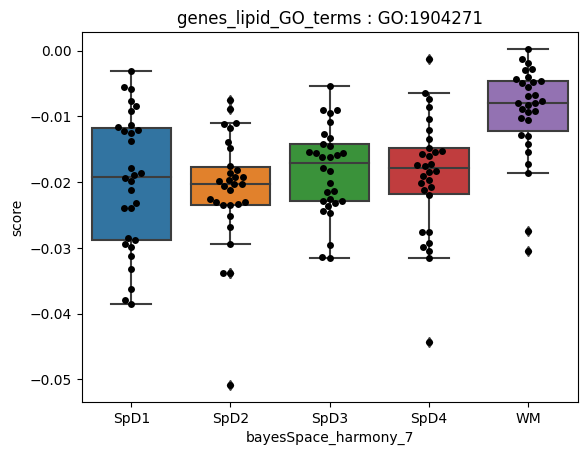 genes_lipid_GO_terms : GO:1904271
0.00
−0.01
−0.02
−0.03
−0.04
−0.05
score
SpD1 SpD2 SpD3 SpD4 WM
bayesSpace_harmony_7